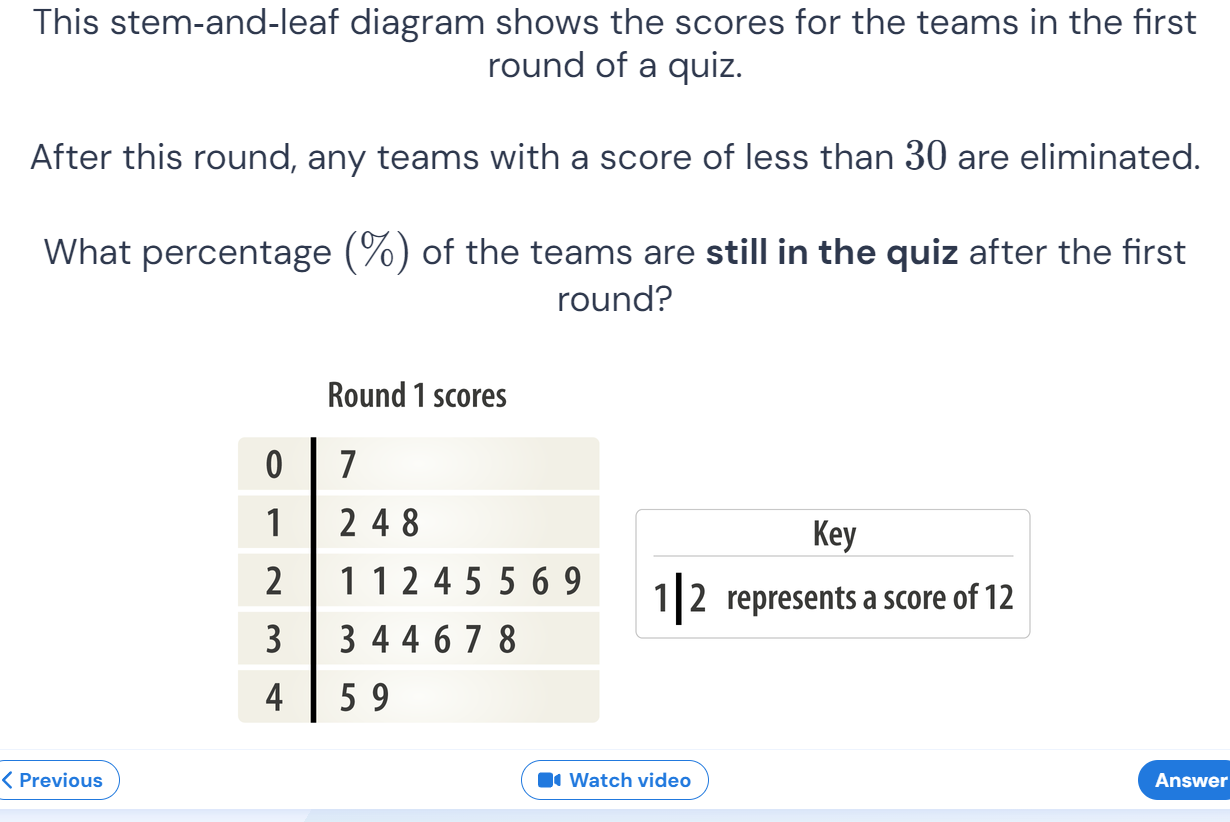 This stem-and-leaf diagram shows the scores for the teams in the first
round of a quiz.
After this round, any teams with a score of less than 30 are eliminated.
What percentage (%) of the teams are still in the quiz after the first
round?
Round 1 scores
0 7
1 2 4 8
2 1 1 2 4 5 5 6 9
3 3 4 4 6 7 8
4 5 9
Key
1|2 represents a score of 12
Previous
Watch video
Answer